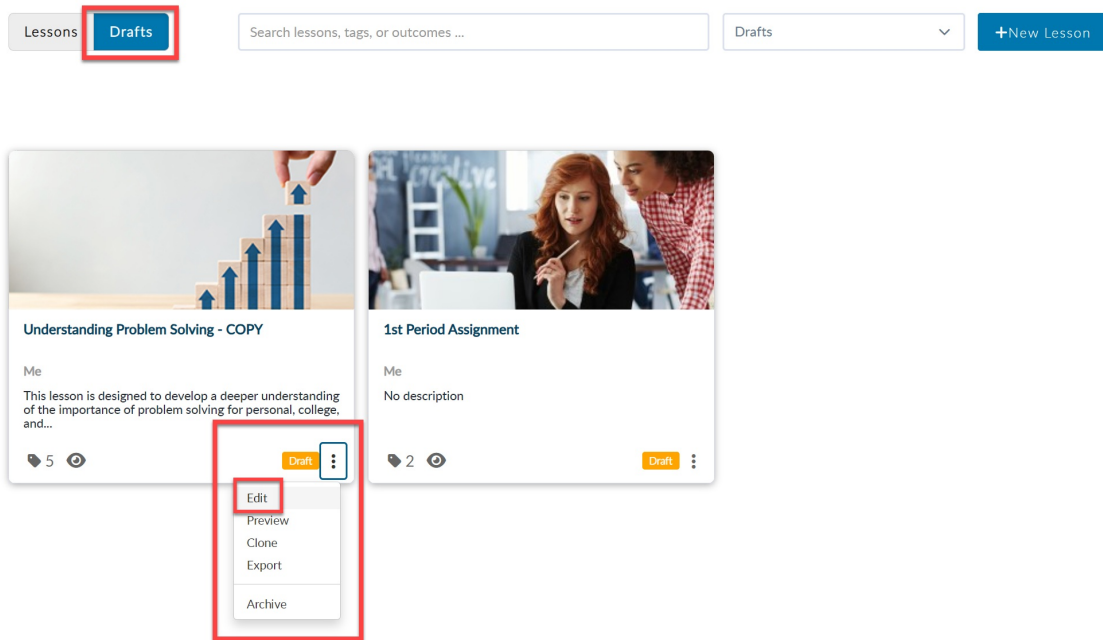 Lessons
Drafts
Search lessons, tags, or outcomes ...
Drafts
+New Lesson
creative
Understanding Problem Solving - COPY
Me
This lesson is designed to develop a deeper understanding
of the importance of problem solving for personal, college,
and...
5
Draft
Edit
Preview
Clone
Export
Archive
1st Period Assignment
Me
No description
2
Draft